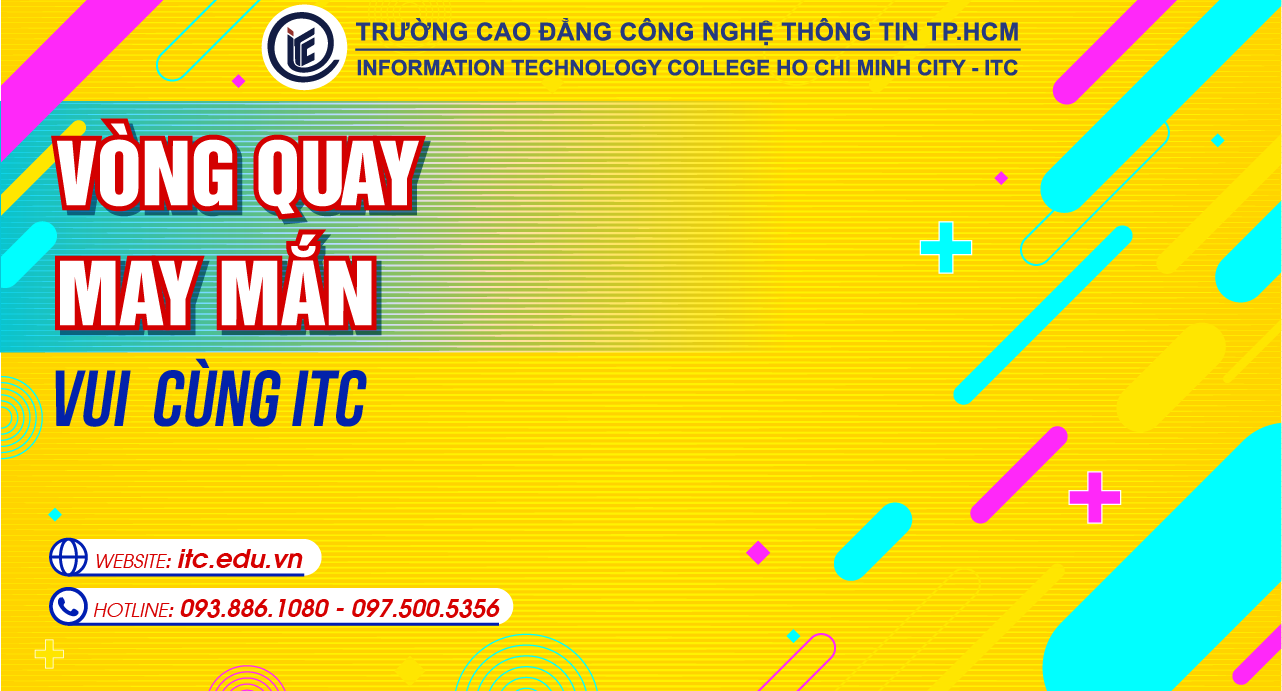 ITC
TRƯỜNG CAO ĐẲNG CÔNG NGHỆ THÔNG TIN TP.HCM
INFORMATION TECHNOLOGY COLLEGE HO CHI MINH CITY - ITC
VÒNG QUAY
MAY MẮN
VUI CÙNG ITC
WEBSITE: itc.edu.vn
HOTLINE: 093.886.1080 - 097.500.5356